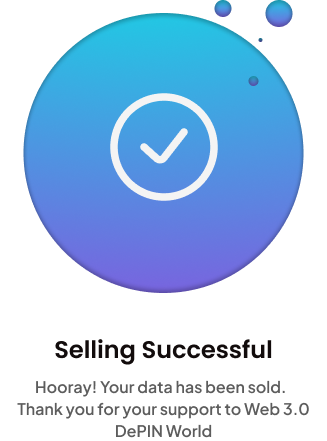 Selling Successful
Hooray! Your data has been sold.
Thank you for your support to Web 3.0
DePIN World